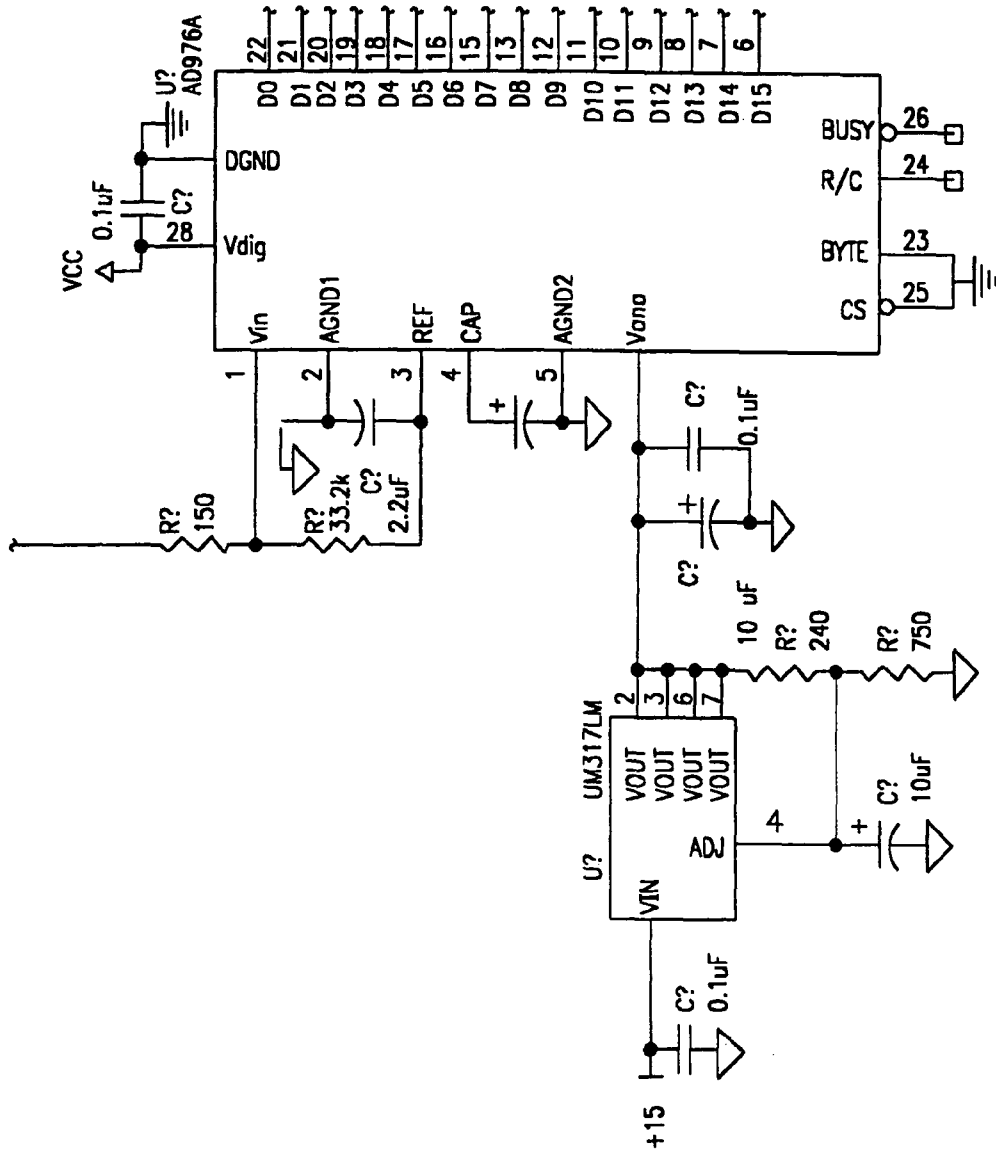 U?
AD976A
VCC
0.1uF
C?
28
Vdig
DGND
D0 22
D1 21
D2 20
D3 19
D4 18
D5 17
D6 16
D7 15
D8 13
D9 12
D10 11
D11 10
D12 9
D13 8
D14 7
D15 6
BUSY 26
R/C 24
BYTE 23
CS 25
1 Vin
2 AGND1
3 REF
4 CAP
5 AGND2
Vana
R?
150
R?
33.2k
C?
2.2uF
C?
0.1uF
C?
10 uF
R?
240
R?
750
U?
UM317LM
VIN
VOUT 2
VOUT 3
VOUT 6
VOUT 7
ADJ
4
C?
10uF
+15
C?
0.1uF
+
+
+